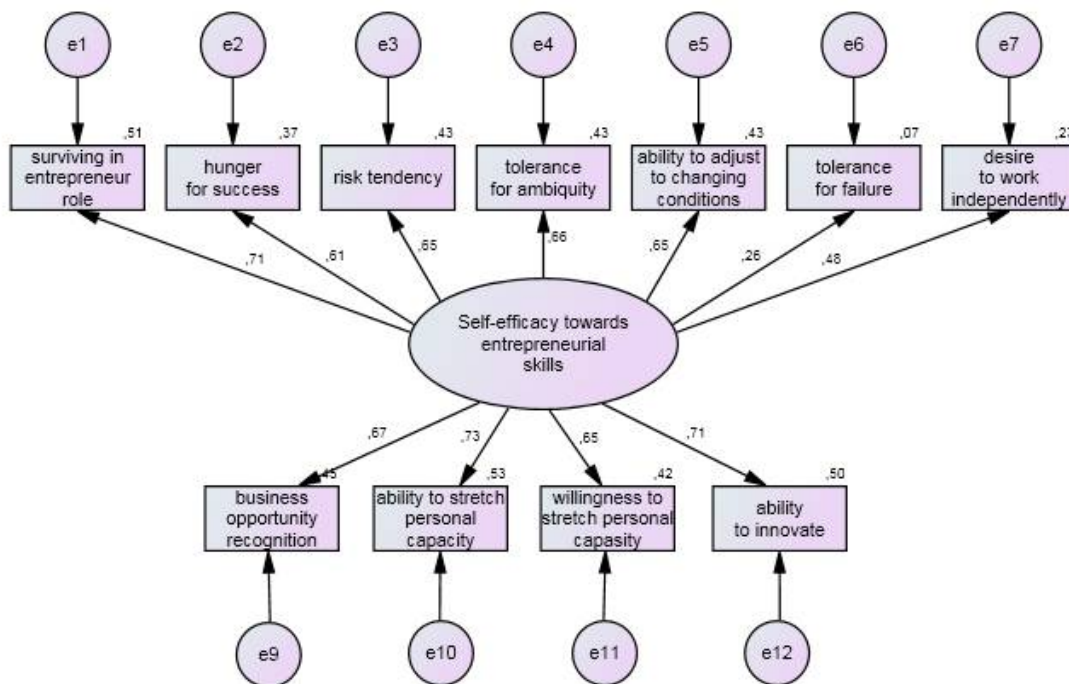 e1
e2
e3
e4
e5
e6
e7
,51
,37
,43
,43
,43
,07
,27
surviving in
entrepreneur
role
hunger
for success
risk tendency
tolerance
for ambiquity
ability to adjust
to changing
conditions
tolerance
for failure
desire
to work
independently
,71
,61
,65
,66
,65
,26
,48
Self-efficacy towards
entrepreneurial
skills
,67
,73
,65
,71
,45
,53
,42
,50
business
opportunity
recognition
ability to stretch
personal
capacity
willingness to
stretch personal
capasity
ability
to innovate
e9
e10
e11
e12